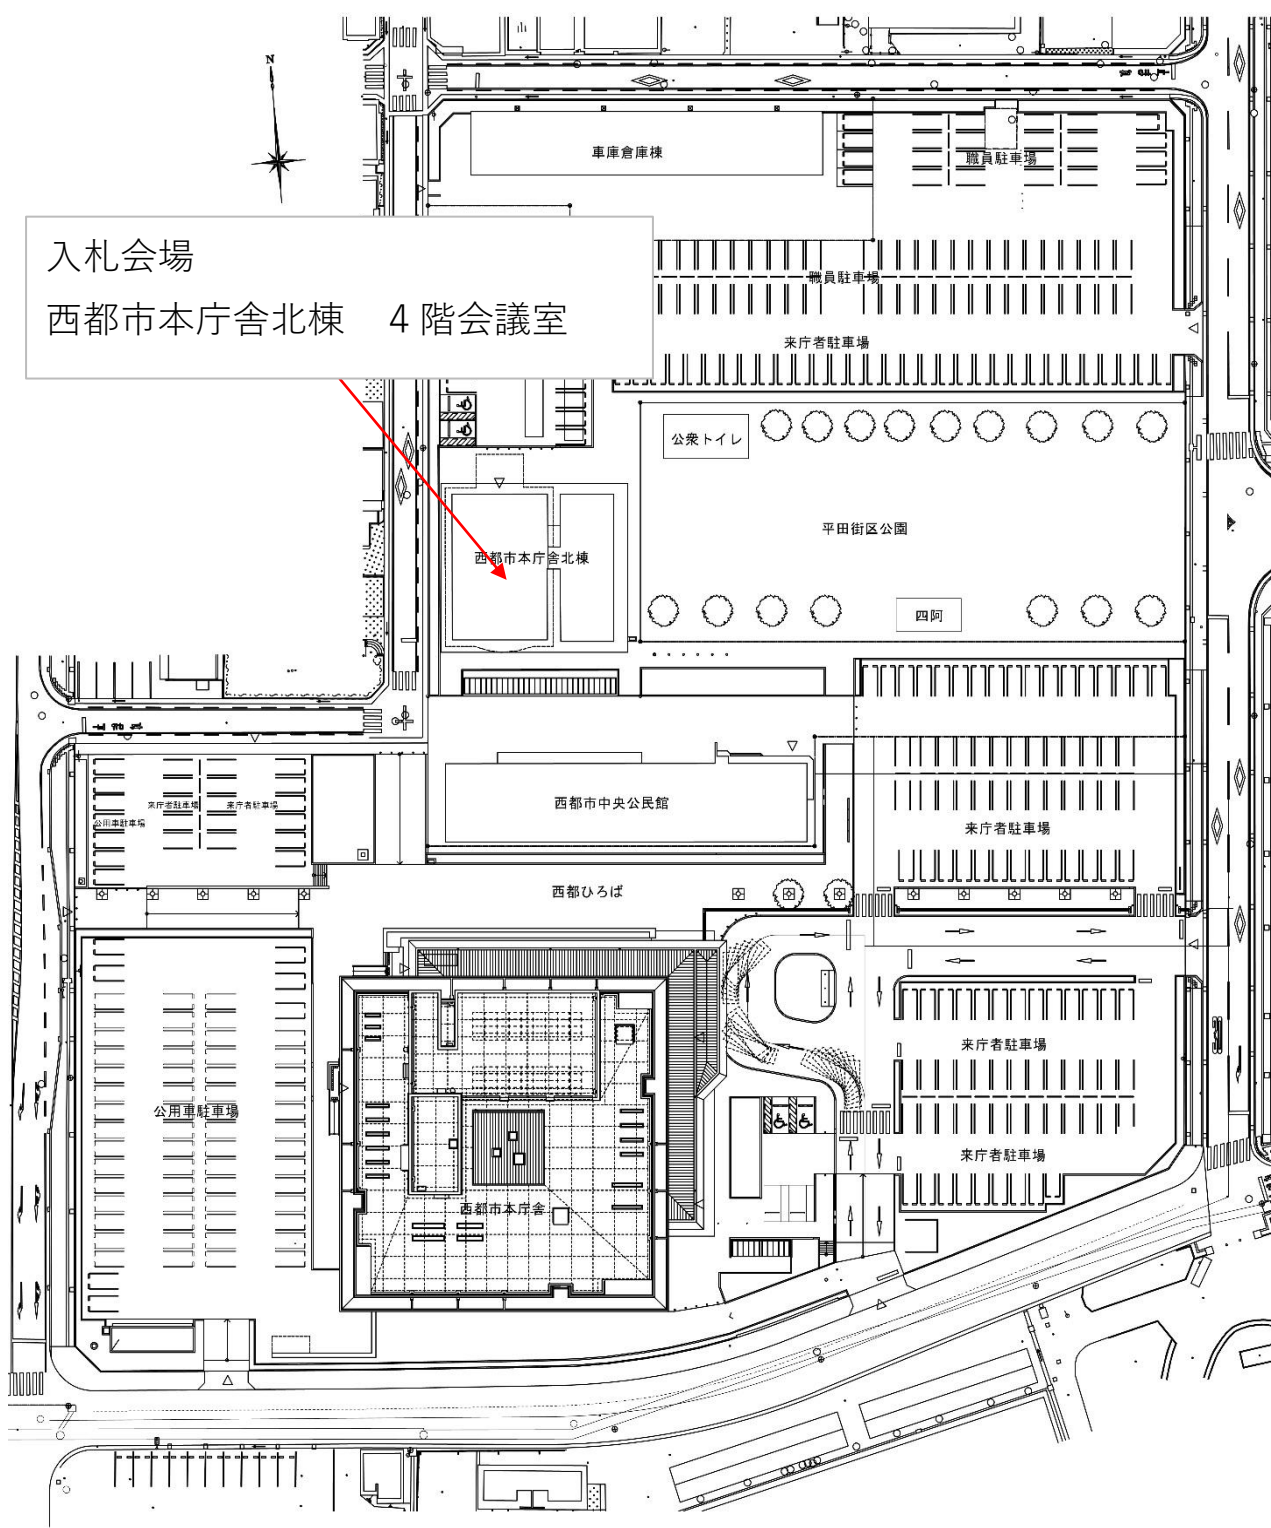 N
車庫倉庫棟
職員駐車場
入札会場
西都市本庁舎北棟　4階会議室
職員駐車場
来庁者駐車場
公衆トイレ
平田街区公園
西都市本庁舎北棟
四阿
西都市中央公民館
来庁者駐車場
来庁者駐車場
公用車駐車場
来庁者駐車場
西都ひろば
来庁者駐車場
公用車駐車場
来庁者駐車場
西都市本庁舎